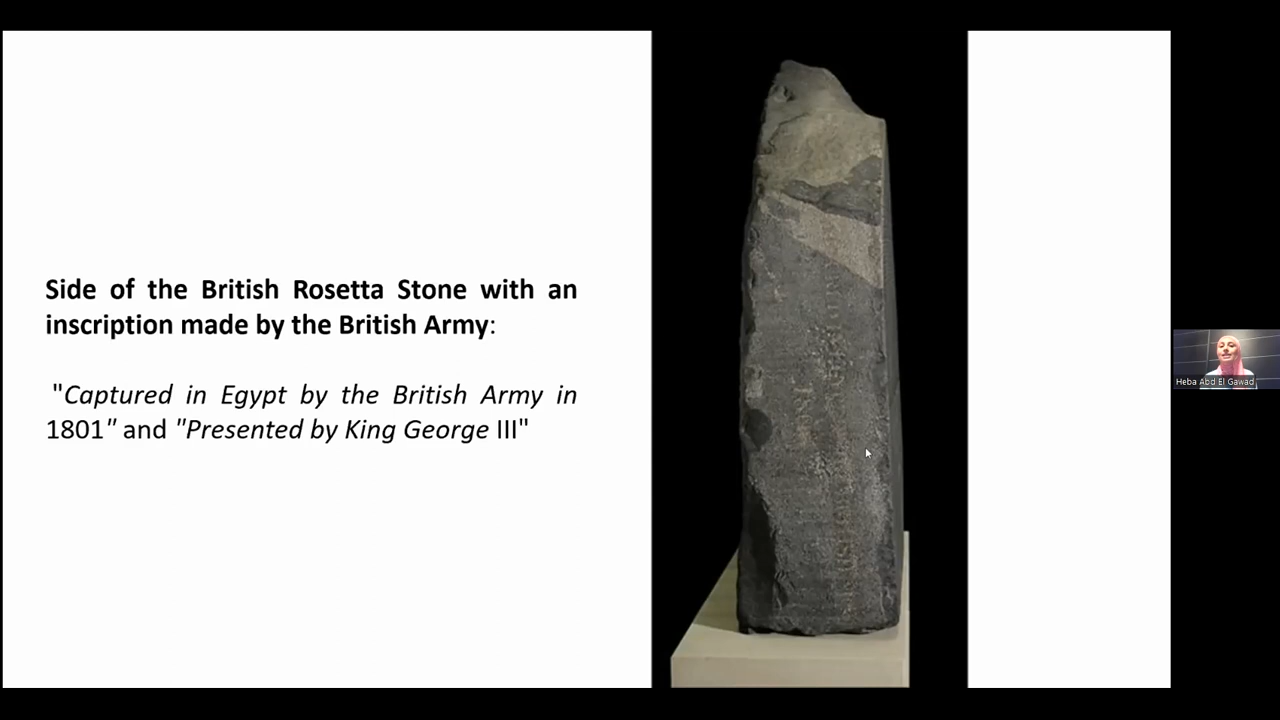 Side of the British Rosetta Stone with an
inscription made by the British Army:
"Captured in Egypt by the British Army in
1801" and "Presented by King George III"
Heba Abd El Gawad